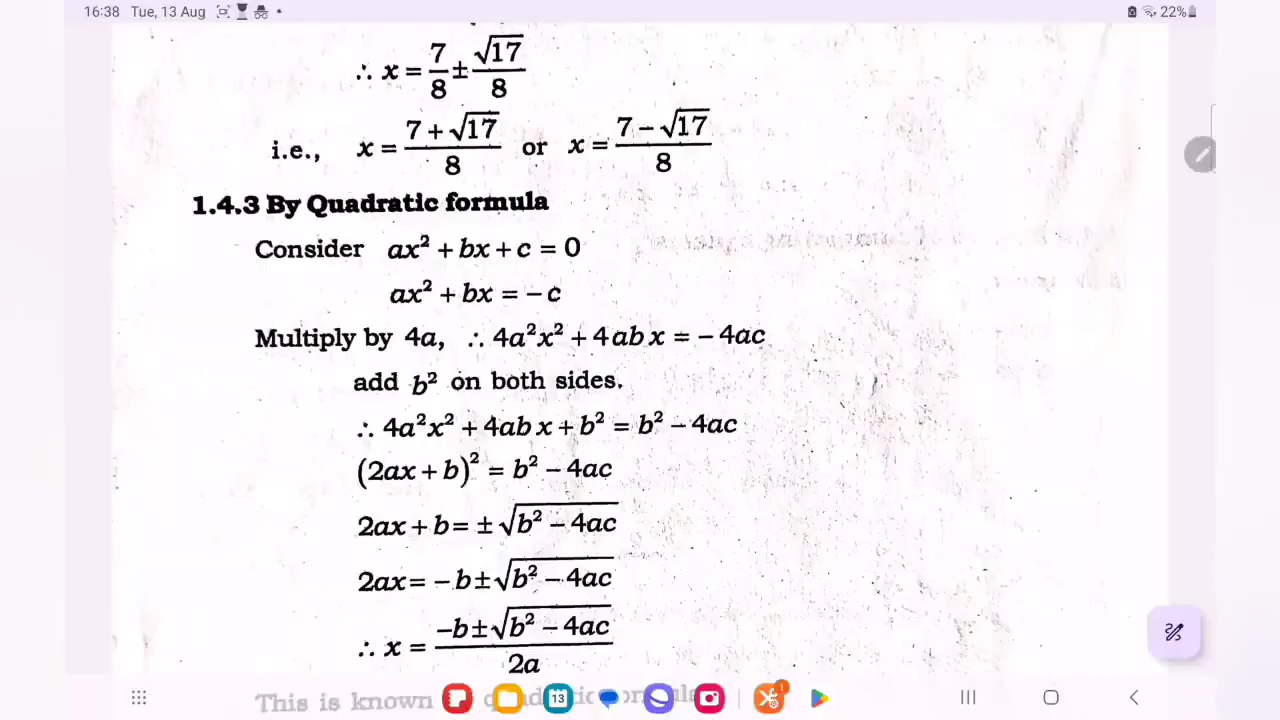 16:38 Tue, 13 Aug 22%
∴ x = 7/8 ± √17/8
i.e., x = (7 + √17)/8 or x = (7 – √17)/8
1.4.3 By Quadratic formula
Consider ax² + bx + c = 0
ax² + bx = – c
Multiply by 4a, ∴ 4a²x² + 4abx = – 4ac
add b² on both sides.
∴ 4a²x² + 4abx + b² = b² – 4ac
(2ax + b)² = b² – 4ac
2ax + b = ± √(b² – 4ac)
2ax = – b ± √(b² – 4ac)
∴ x = (–b ± √(b² – 4ac))/2a
This is known
13
1